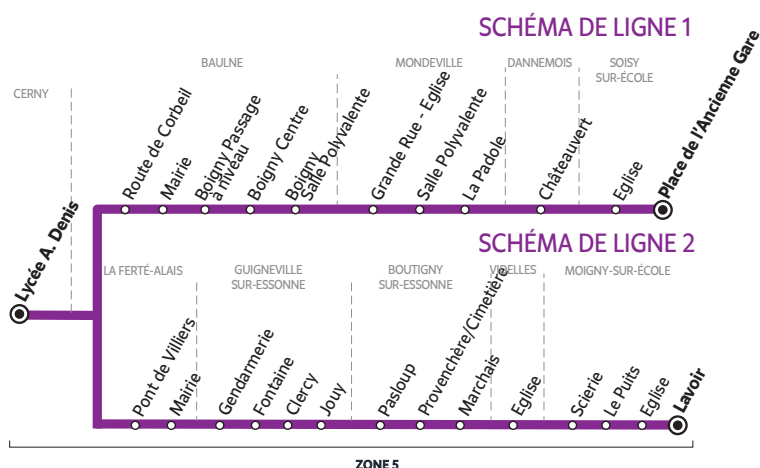 SCHÉMA DE LIGNE 1
CERNY
BAULNE
MONDEVILLE
DANNEMOIS
SOISY
SUR-ÉCOLE
Lycée A. Denis
Route de Corbeil
Mairie
Boigny Passage
à niveau
Boigny Centre
Boigny
Salle Polyvalente
Grande Rue - Eglise
Salle Polyvalente
La Padole
Châteauvert
Eglise
Place de l'Ancienne Gare
SCHÉMA DE LIGNE 2
LA FERTÉ-ALAIS
GUIGNEVILLE
SUR-ESSONNE
BOUTIGNY
SUR-ESSONNE
MOIGNY-SUR-ÉCOLE
Pont de Villiers
Mairie
Gendarmerie
Fontaine
Clercy
Jouy
Pasloup
Provenchère/Cimetière
Marchais
Eglise
Scierie
Le Puits
Eglise
Lavoir
ZONE 5